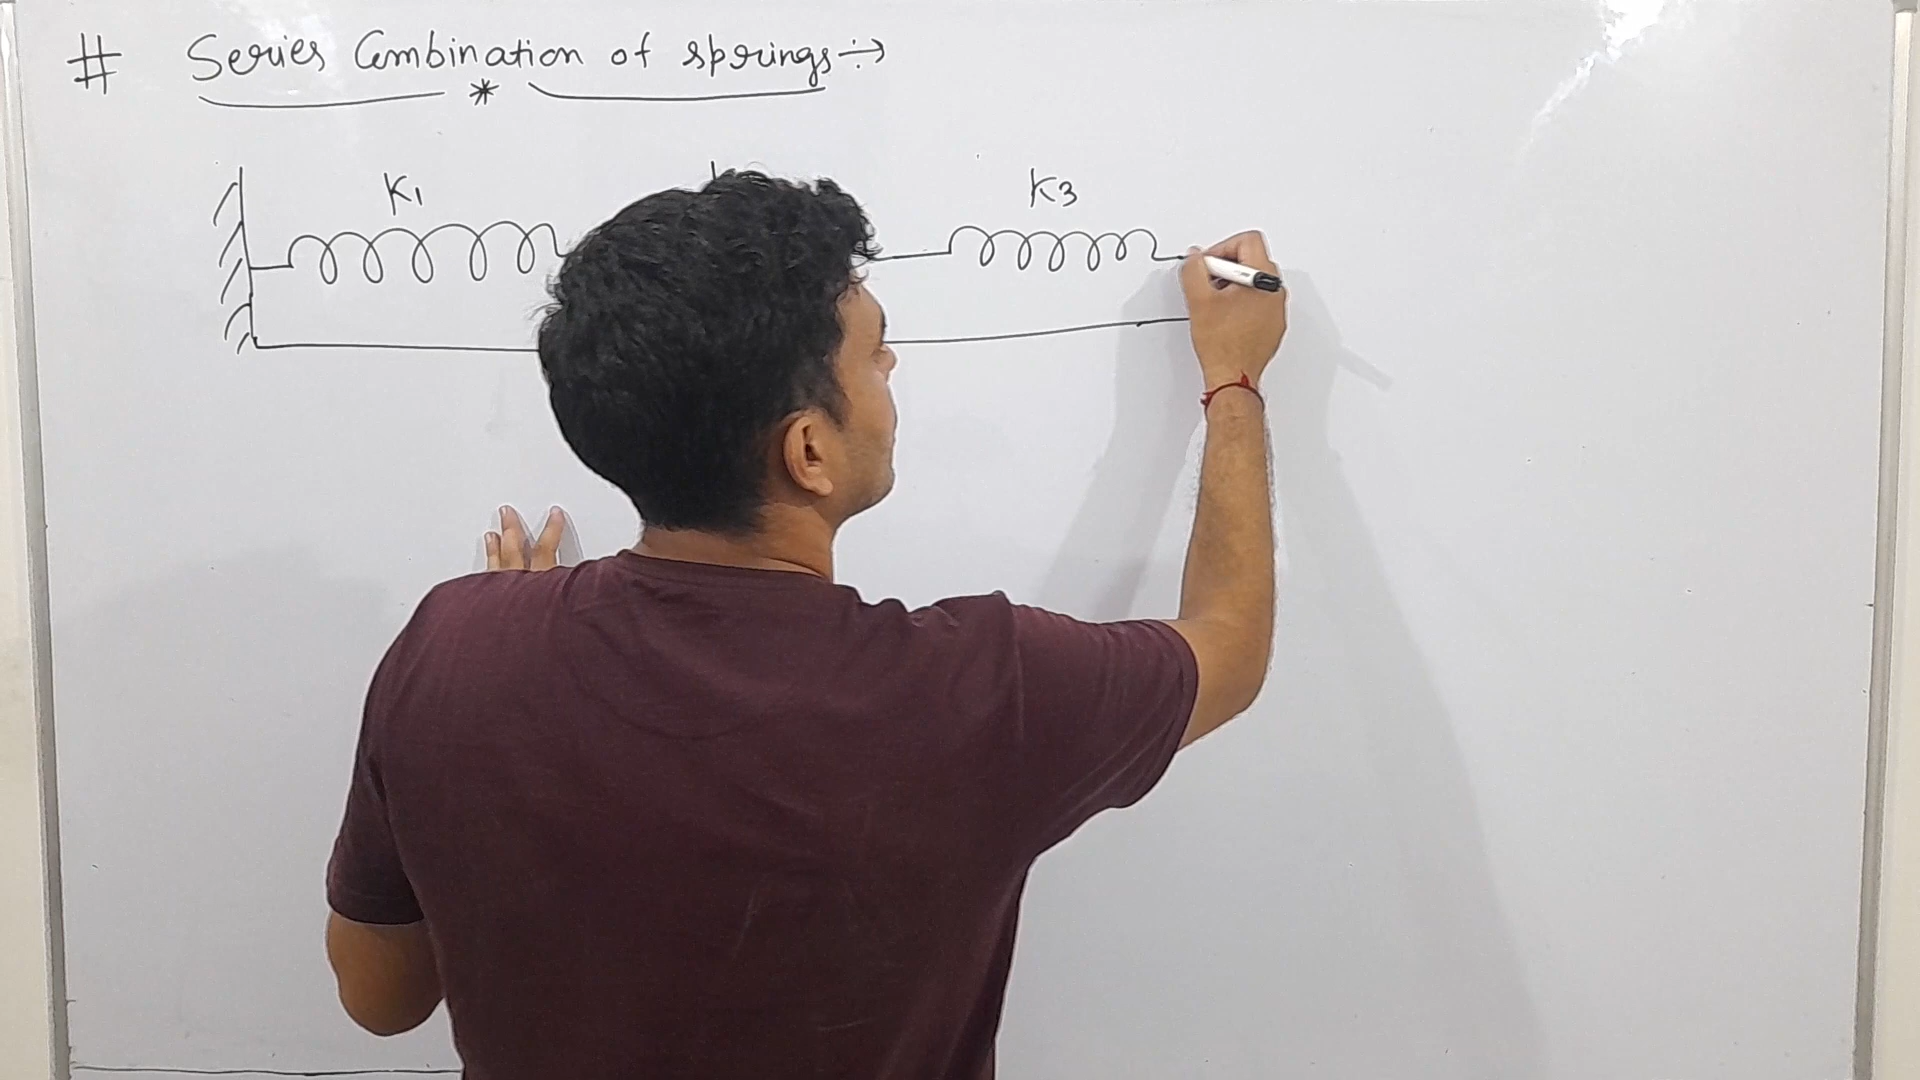 # Series Combination of springs÷→
*
K1 K3